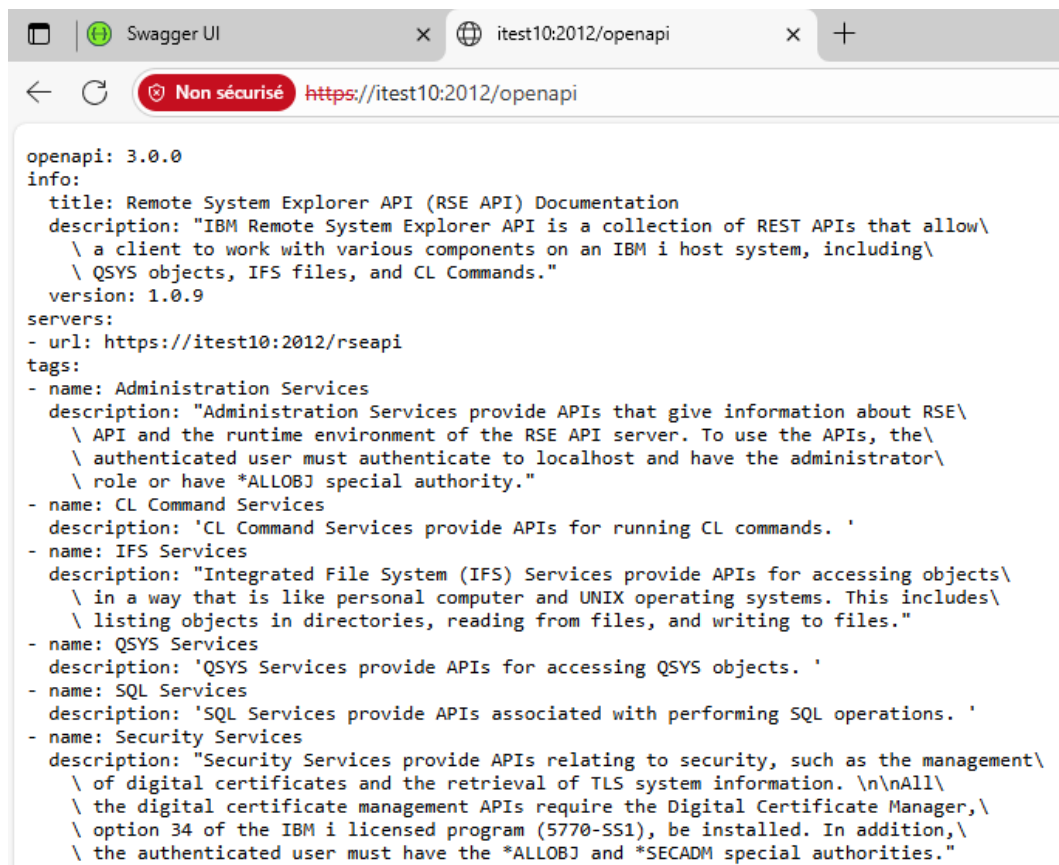 Swagger UI
itest10:2012/openapi
Non sécurisé https://itest10:2012/openapi
openapi: 3.0.0
info:
  title: Remote System Explorer API (RSE API) Documentation
  description: "IBM Remote System Explorer API is a collection of REST APIs that allow\
    \ a client to work with various components on an IBM i host system, including\
    \ QSYS objects, IFS files, and CL Commands."
  version: 1.0.9
servers:
- url: https://itest10:2012/rseapi
tags:
- name: Administration Services
  description: "Administration Services provide APIs that give information about RSE\
    \ API and the runtime environment of the RSE API server. To use the APIs, the\
    \ authenticated user must authenticate to localhost and have the administrator\
    \ role or have *ALLOBJ special authority."
- name: CL Command Services
  description: 'CL Command Services provide APIs for running CL commands. '
- name: IFS Services
  description: "Integrated File System (IFS) Services provide APIs for accessing objects\
    \ in a way that is like personal computer and UNIX operating systems. This includes\
    \ listing objects in directories, reading from files, and writing to files."
- name: QSYS Services
  description: 'QSYS Services provide APIs for accessing QSYS objects. '
- name: SQL Services
  description: 'SQL Services provide APIs associated with performing SQL operations. '
- name: Security Services
  description: "Security Services provide APIs relating to security, such as the management\
    \ of digital certificates and the retrieval of TLS system information. \n\nAll\
    \ the digital certificate management APIs require the Digital Certificate Manager,\
    \ option 34 of the IBM i licensed program (5770-SS1), be installed. In addition,\
    \ the authenticated user must have the *ALLOBJ and *SECADM special authorities."